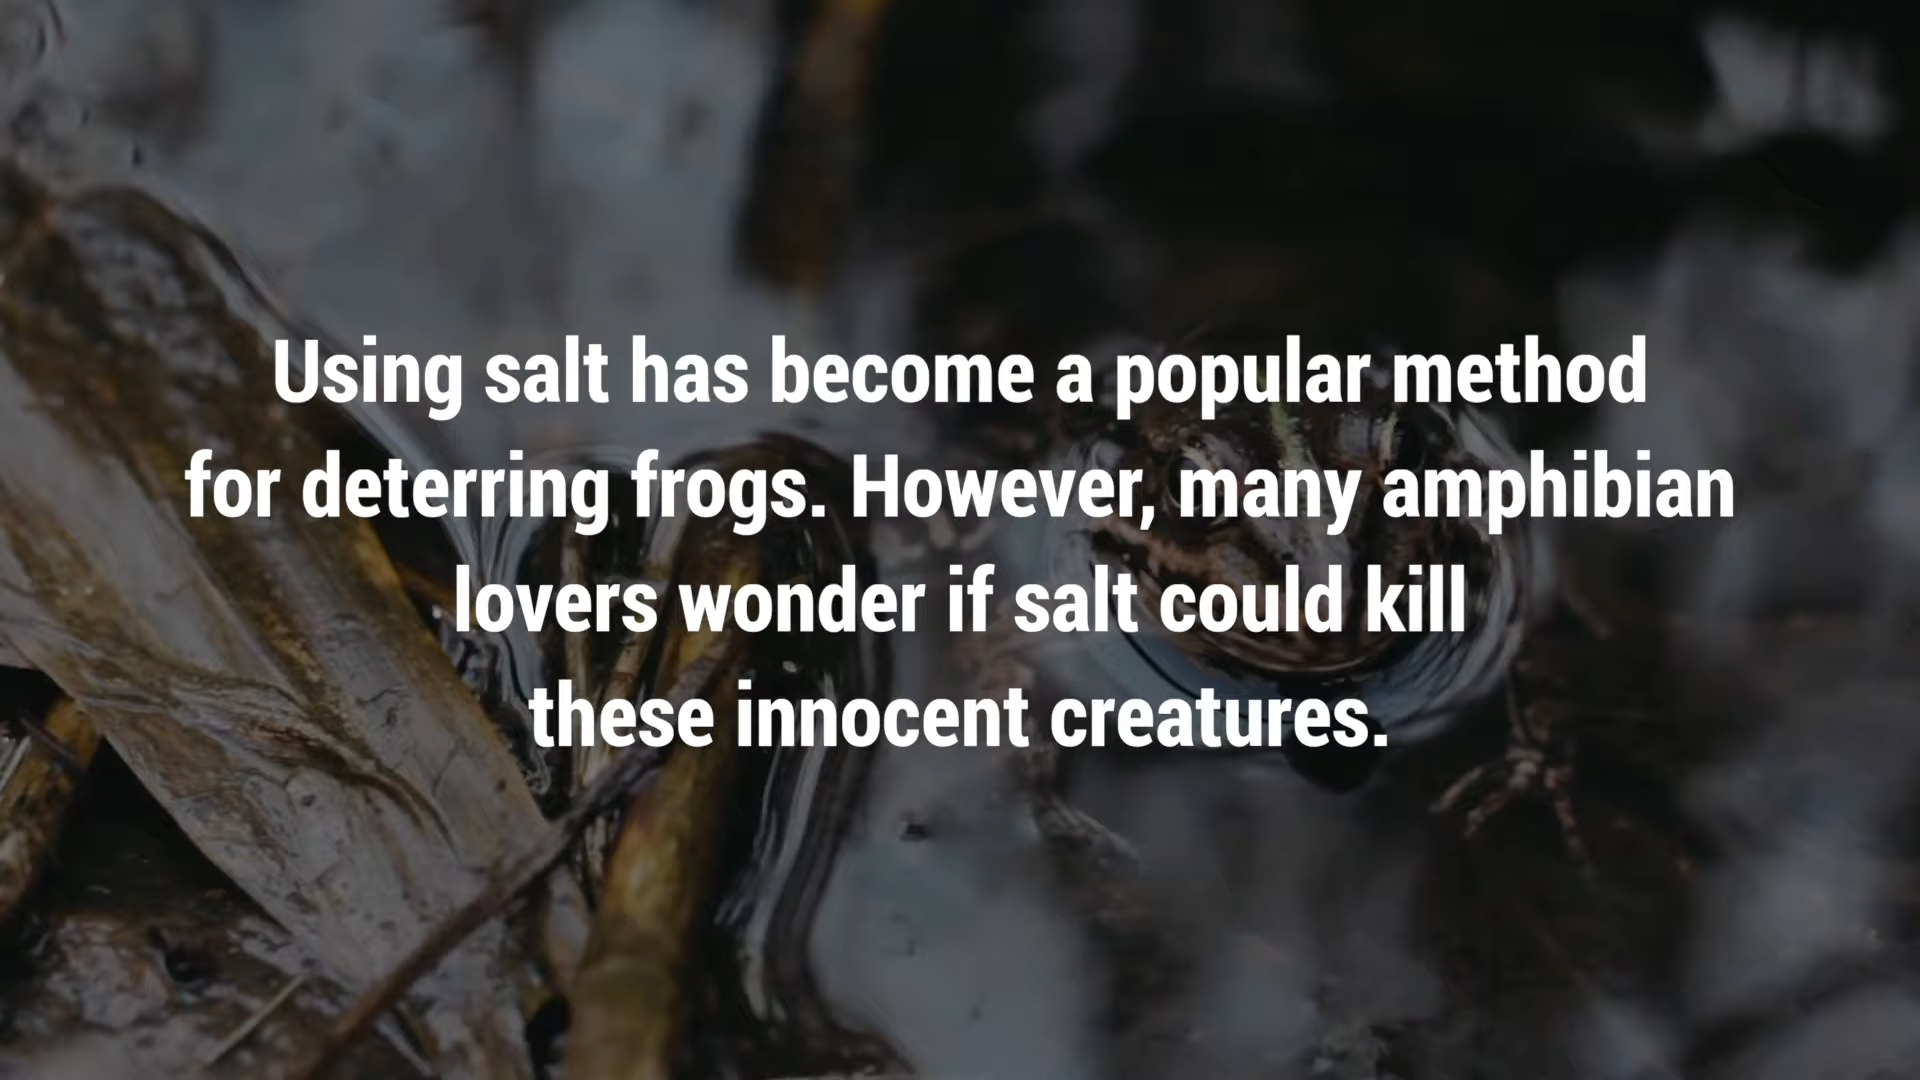 Using salt has become a popular method
for deterring frogs. However, many amphibian
lovers wonder if salt could kill
these innocent creatures.